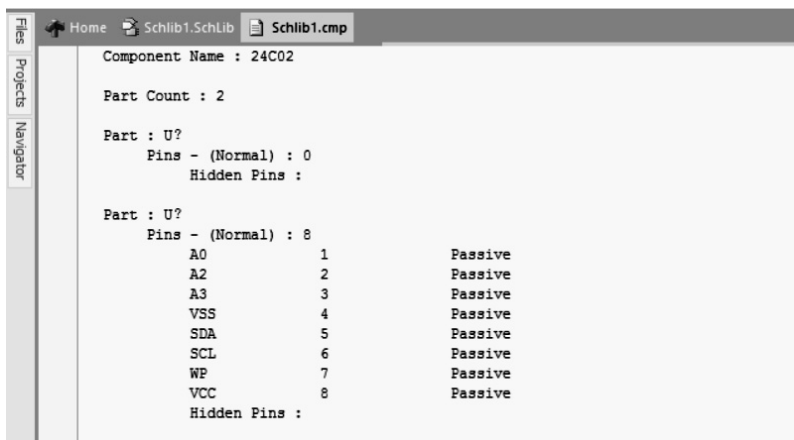 Files
Projects
Navigator
Home Schlib1.SchLib Schlib1.cmp
Component Name : 24C02
Part Count : 2
Part : U?
Pins - (Normal) : 0
Hidden Pins :
Part : U?
Pins - (Normal) : 8
A0 1 Passive
A2 2 Passive
A3 3 Passive
VSS 4 Passive
SDA 5 Passive
SCL 6 Passive
WP 7 Passive
VCC 8 Passive
Hidden Pins :